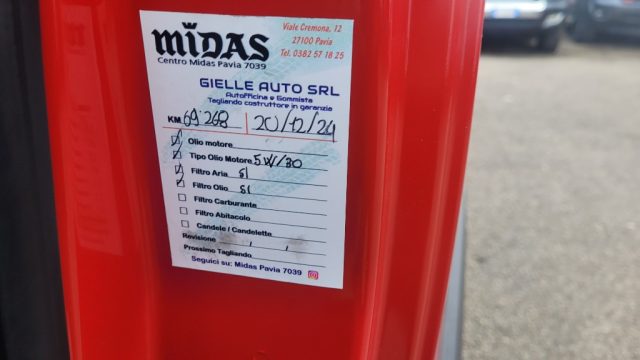 MIDAS
Viale Cremona, 12
27100 Pavia
Tel. 0382 57 18 25
Centro Midas Pavia 7039
GIELLE AUTO SRL
Autofficina e Gommista
Tagliando costruttore in garanzia
KM 69.268 20/12/24
Olio motore
Tipo Olio Motore 5W/30
Filtro Aria SI
Filtro Olio SI
Filtro Carburante
Filtro Abitacolo
Candele / Candelette
Revisione / /
Prossimo Tagliando
Seguici su: Midas Pavia 7039